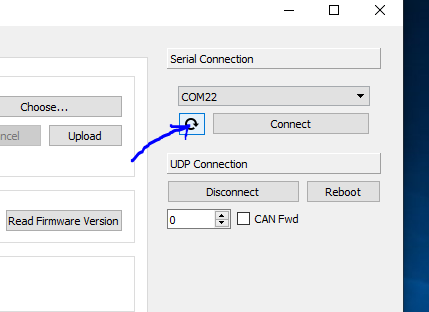 Serial Connection
Choose...
COM22
ncel
Upload
Connect
UDP Connection
Disconnect
Reboot
Read Firmware Version
0
CAN Fwd